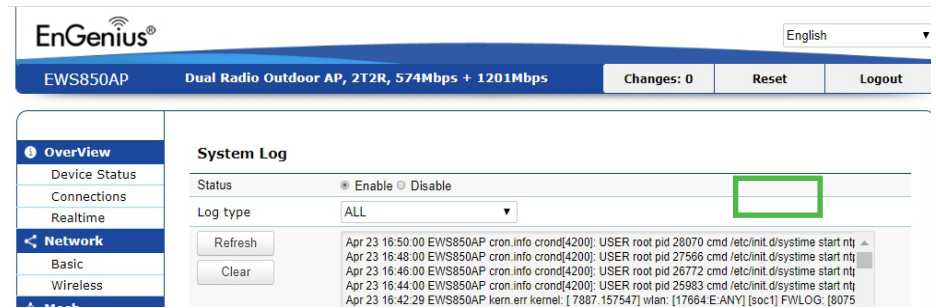 EnGenius®
English
EWS850AP
Dual Radio Outdoor AP, 2T2R, 574Mbps + 1201Mbps
Changes: 0
Reset
Logout
OverView
Device Status
Connections
Realtime
Network
Basic
Wireless
Mesh
System Log
Status
Enable Disable
Log type
ALL
Refresh
Clear
Apr 23 16:50:00 EWS850AP cron.info crond[4200]: USER root pid 28070 cmd /etc/init.d/systime start ntp
Apr 23 16:48:00 EWS850AP cron.info crond[4200]: USER root pid 27566 cmd /etc/init.d/systime start ntp
Apr 23 16:46:00 EWS850AP cron.info crond[4200]: USER root pid 26772 cmd /etc/init.d/systime start ntp
Apr 23 16:44:00 EWS850AP cron.info crond[4200]: USER root pid 25983 cmd /etc/init.d/systime start ntp
Apr 23 16:42:29 EWS850AP kern.err kernel: [ 7887.157547] wlan: [17664:E:ANY] [soc1] FWLOG: [8075